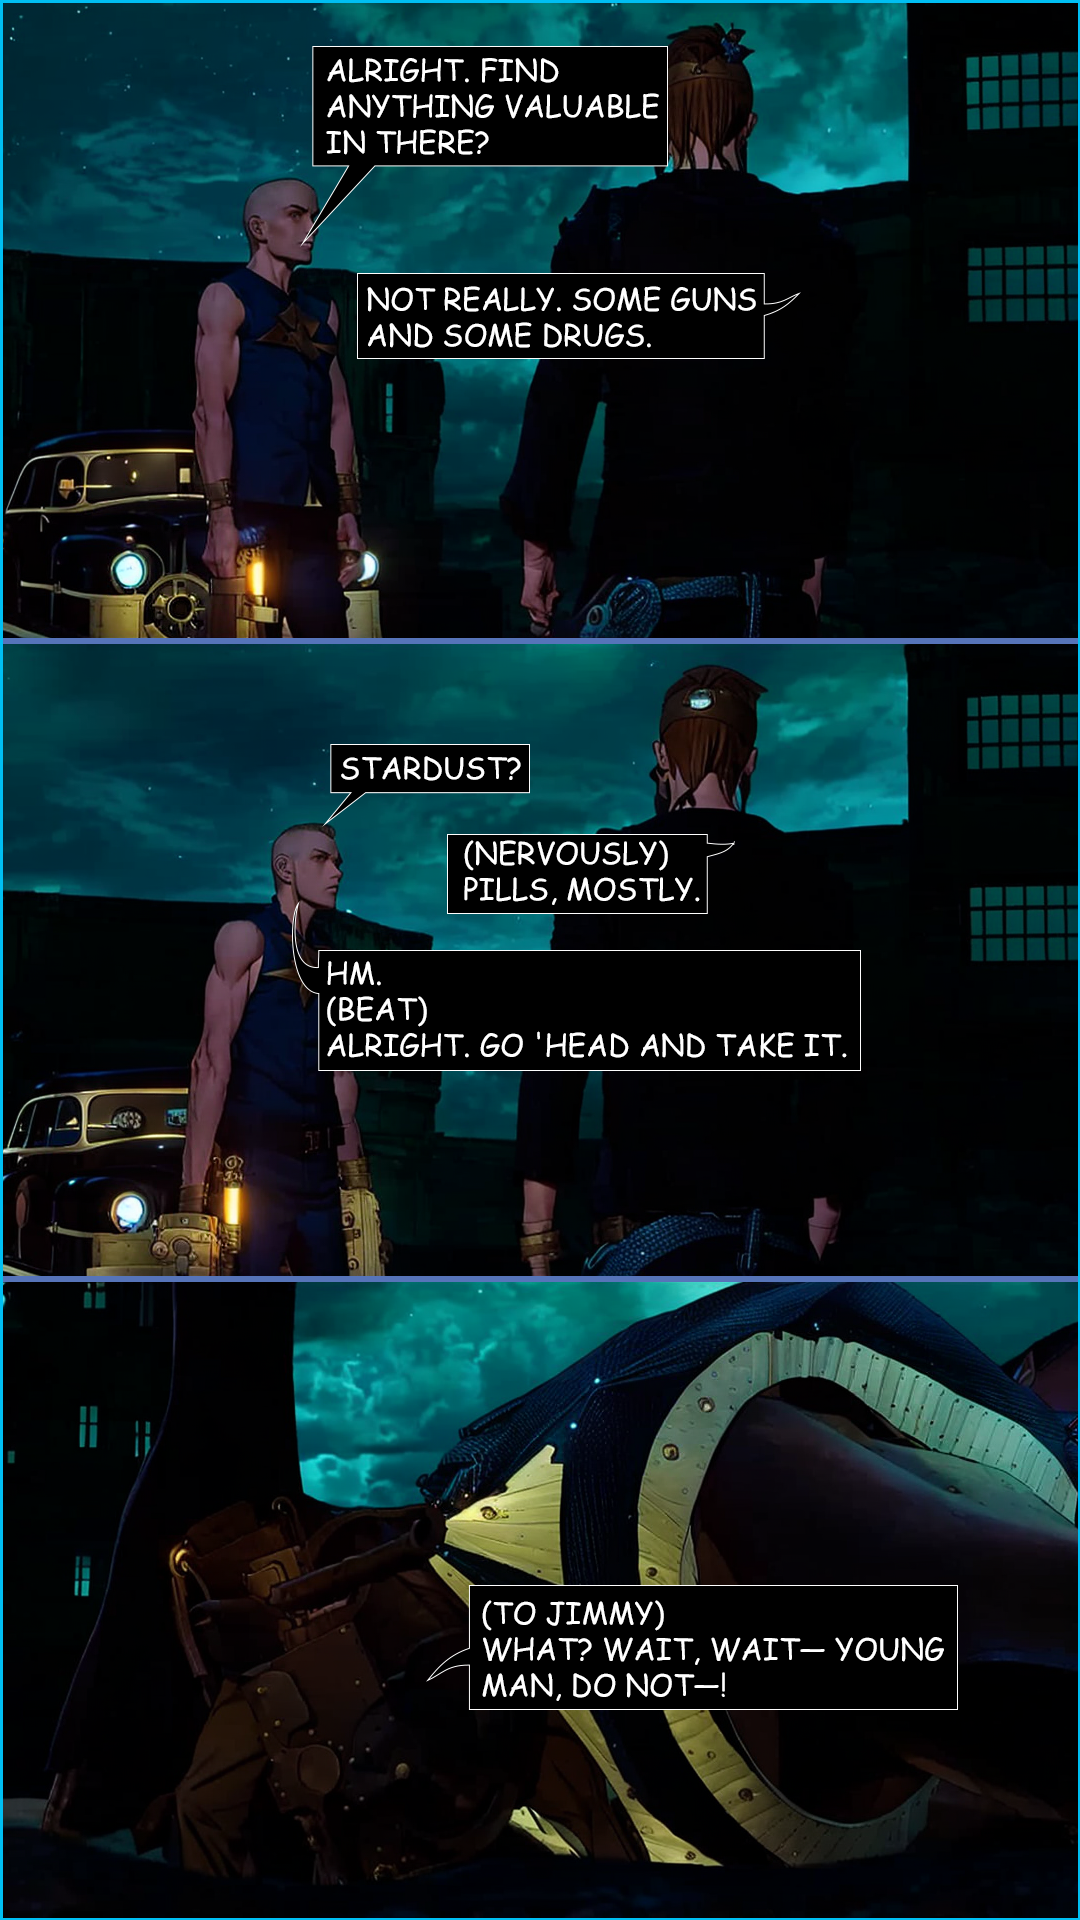 ALRIGHT. FIND
ANYTHING VALUABLE
IN THERE?
NOT REALLY. SOME GUNS
AND SOME DRUGS.
STARDUST?
(NERVOUSLY)
PILLS, MOSTLY.
HM.
(BEAT)
ALRIGHT. GO 'HEAD AND TAKE IT.
(TO JIMMY)
WHAT? WAIT, WAIT— YOUNG
MAN, DO NOT—!